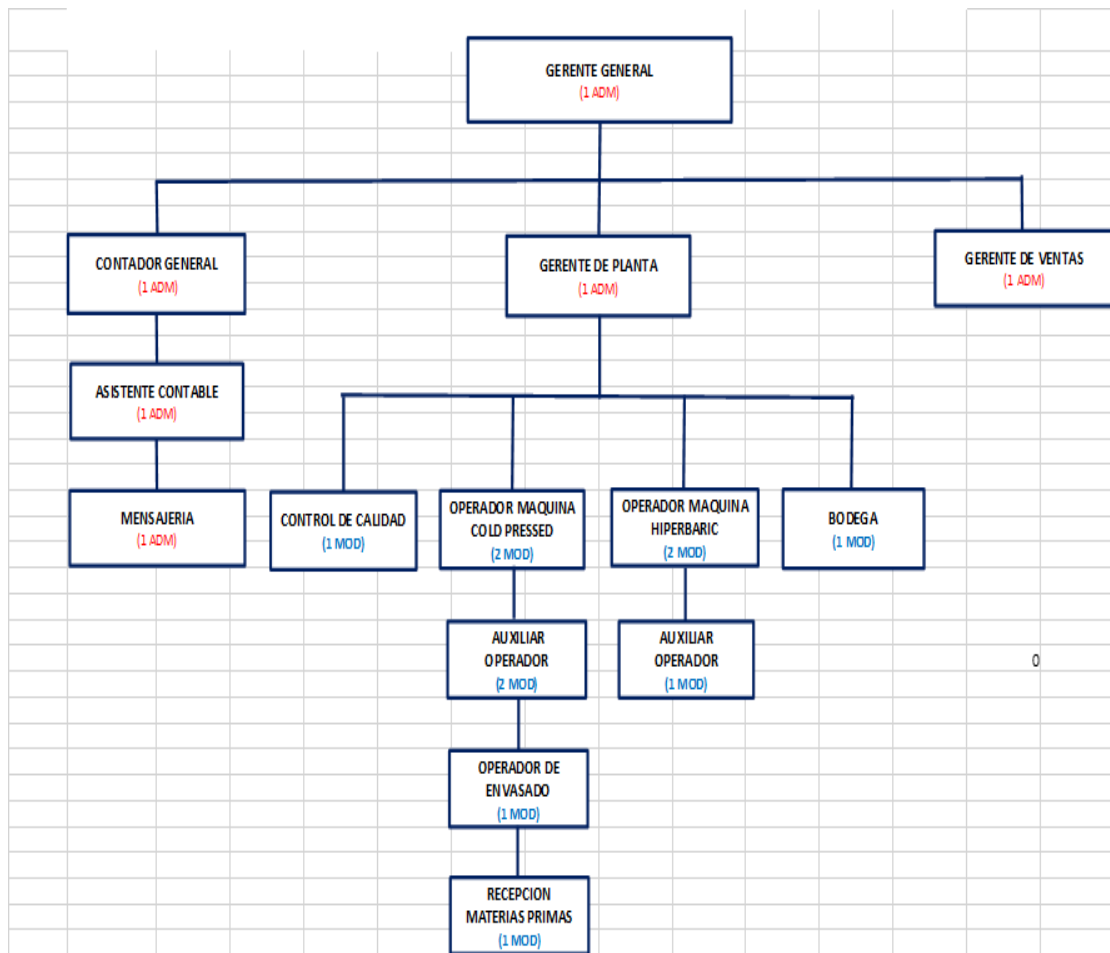 GERENTE GENERAL
(1 ADM)
CONTADOR GENERAL
(1 ADM)
GERENTE DE PLANTA
(1 ADM)
GERENTE DE VENTAS
(1 ADM)
ASISTENTE CONTABLE
(1 ADM)
MENSAJERIA
(1 ADM)
CONTROL DE CALIDAD
(1 MOD)
OPERADOR MAQUINA
COLD PRESSED
(2 MOD)
OPERADOR MAQUINA
HIPERBARIC
(2 MOD)
BODEGA
(1 MOD)
AUXILIAR
OPERADOR
(2 MOD)
AUXILIAR
OPERADOR
(1 MOD)
0
OPERADOR DE
ENVASADO
(1 MOD)
RECEPCION
MATERIAS PRIMAS
(1 MOD)